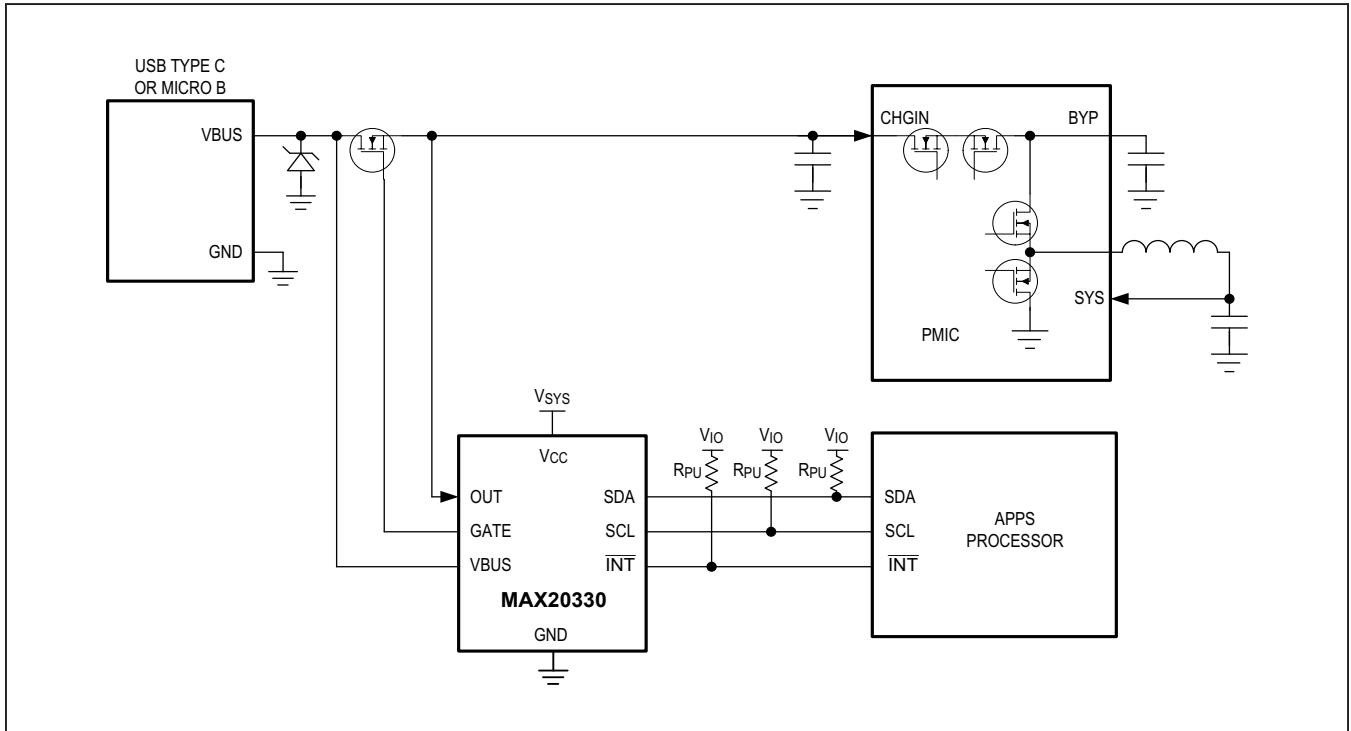 USB TYPE C
OR MICRO B
VBUS
GND
CHGIN
BYP
SYS
PMIC
VSYS
VCC
OUT
GATE
VBUS
SDA
SCL
INT
MAX20330
GND
VIO
VIO
VIO
RPU
RPU
RPU
SDA
SCL
INT
APPS
PROCESSOR